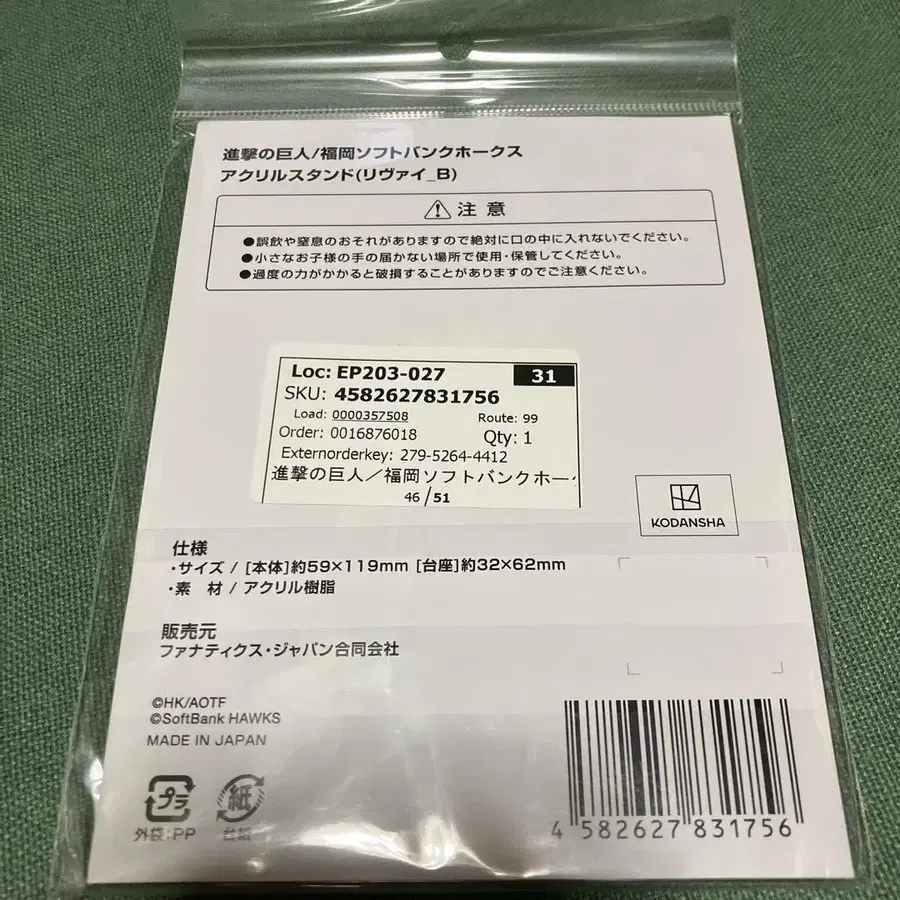 進撃の巨人/福岡ソフトバンクホークス
アクリルスタンド(リヴァイ_B)
注意
●誤飲や窒息のおそれがありますので絶対に口の中に入れないでください。
●小さなお子様の手の届かない場所で使用・保管してください。
●過度の力がかかると破損することがありますのでご注意ください。
Loc: EP203-027 31
SKU: 4582627831756
Load: 0000357508 Route: 99
Order: 0016876018 Qty: 1
Externorderkey: 279-5264-4412
進撃の巨人／福岡ソフトバンクホー
46 / 51
KODANSHA
仕様
・サイズ / [本体]約59×119mm [台座]約32×62mm
・素 材 / アクリル樹脂
販売元
ファナティクス・ジャパン合同会社
©HK/AOTF
©SoftBank HAWKS
MADE IN JAPAN
プラ 紙
外袋:PP 台紙
4 582627 831756